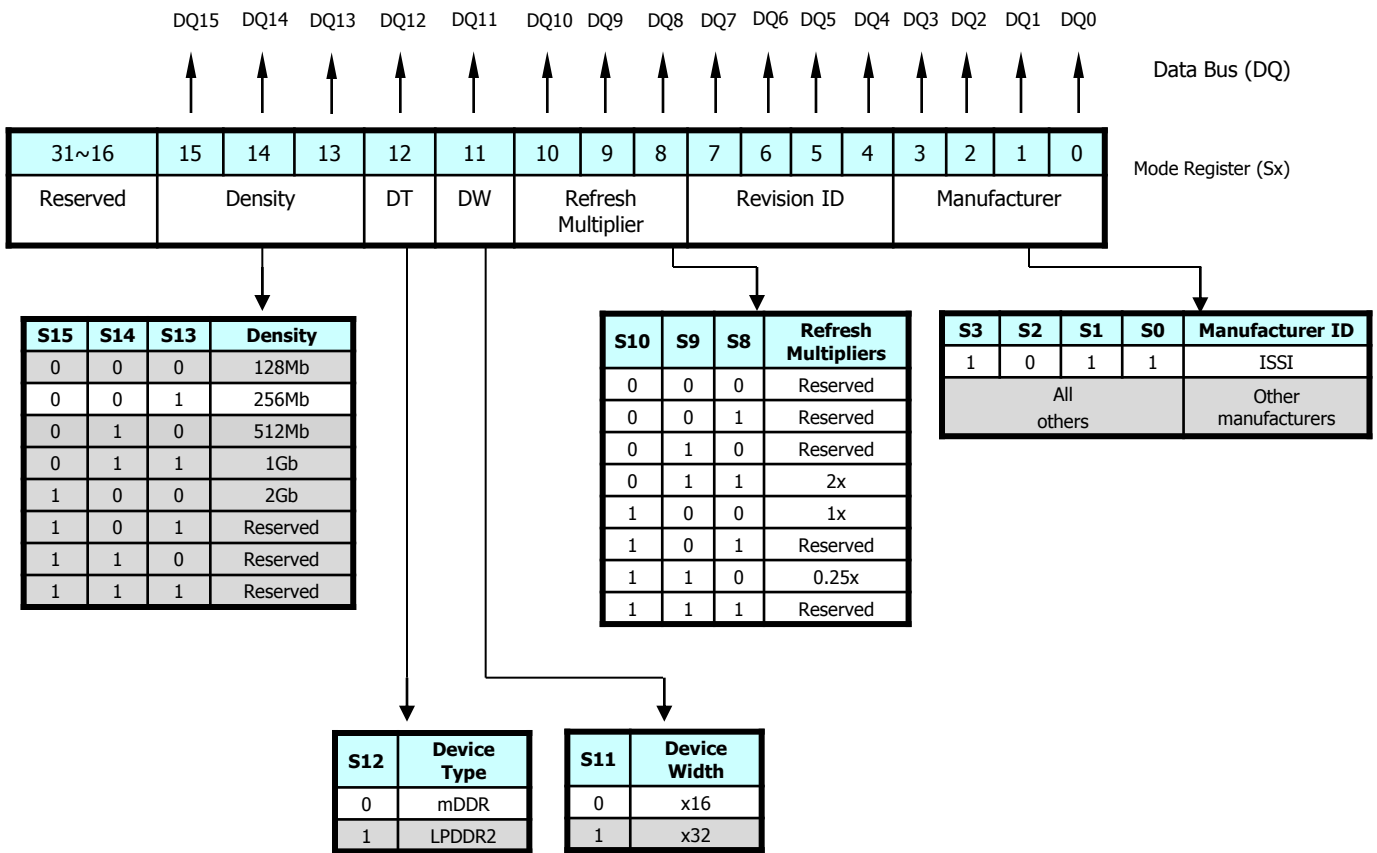 DQ15 DQ14 DQ13 DQ12 DQ11 DQ10 DQ9 DQ8 DQ7 DQ6 DQ5 DQ4 DQ3 DQ2 DQ1 DQ0
Data Bus (DQ)
31~16 15 14 13 12 11 10 9 8 7 6 5 4 3 2 1 0
Mode Register (Sx)
Reserved Density DT DW Refresh Revision ID Manufacturer
Multiplier
S15 S14 S13 Density
0 0 0 128Mb
0 0 1 256Mb
0 1 0 512Mb
0 1 1 1Gb
1 0 0 2Gb
1 0 1 Reserved
1 1 0 Reserved
1 1 1 Reserved
S10 S9 S8 Refresh
Multipliers
0 0 0 Reserved
0 0 1 Reserved
0 1 0 Reserved
0 1 1 2x
1 0 0 1x
1 0 1 Reserved
1 1 0 0.25x
1 1 1 Reserved
S3 S2 S1 S0 Manufacturer ID
1 0 1 1 ISSI
All Other
others manufacturers
S12 Device
Type
0 mDDR
1 LPDDR2
S11 Device
Width
0 x16
1 x32